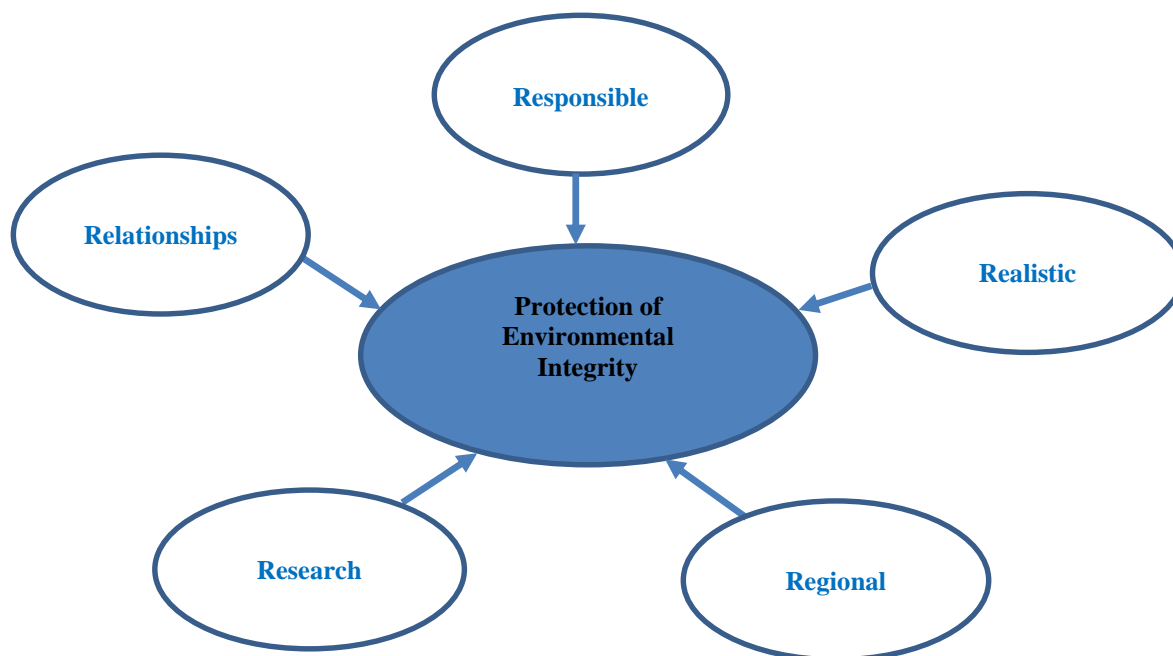 Responsible
Relationships
Realistic
Protection of
Environmental
Integrity
Research
Regional